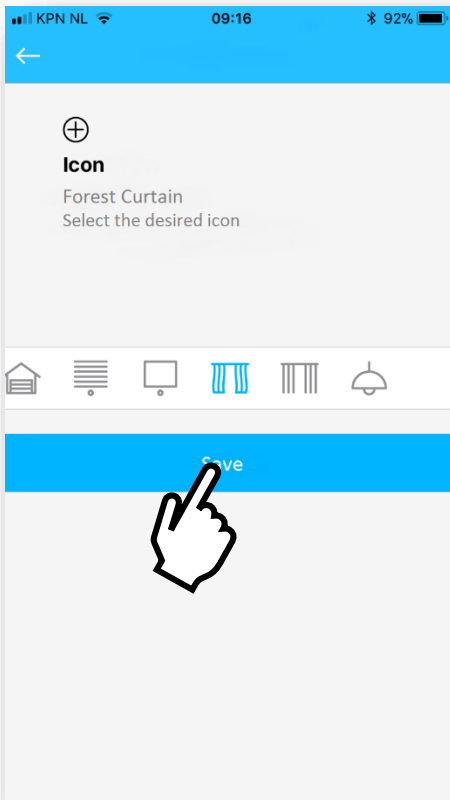 KPN NL 09:16 92%
Icon
Forest Curtain
Select the desired icon
Save